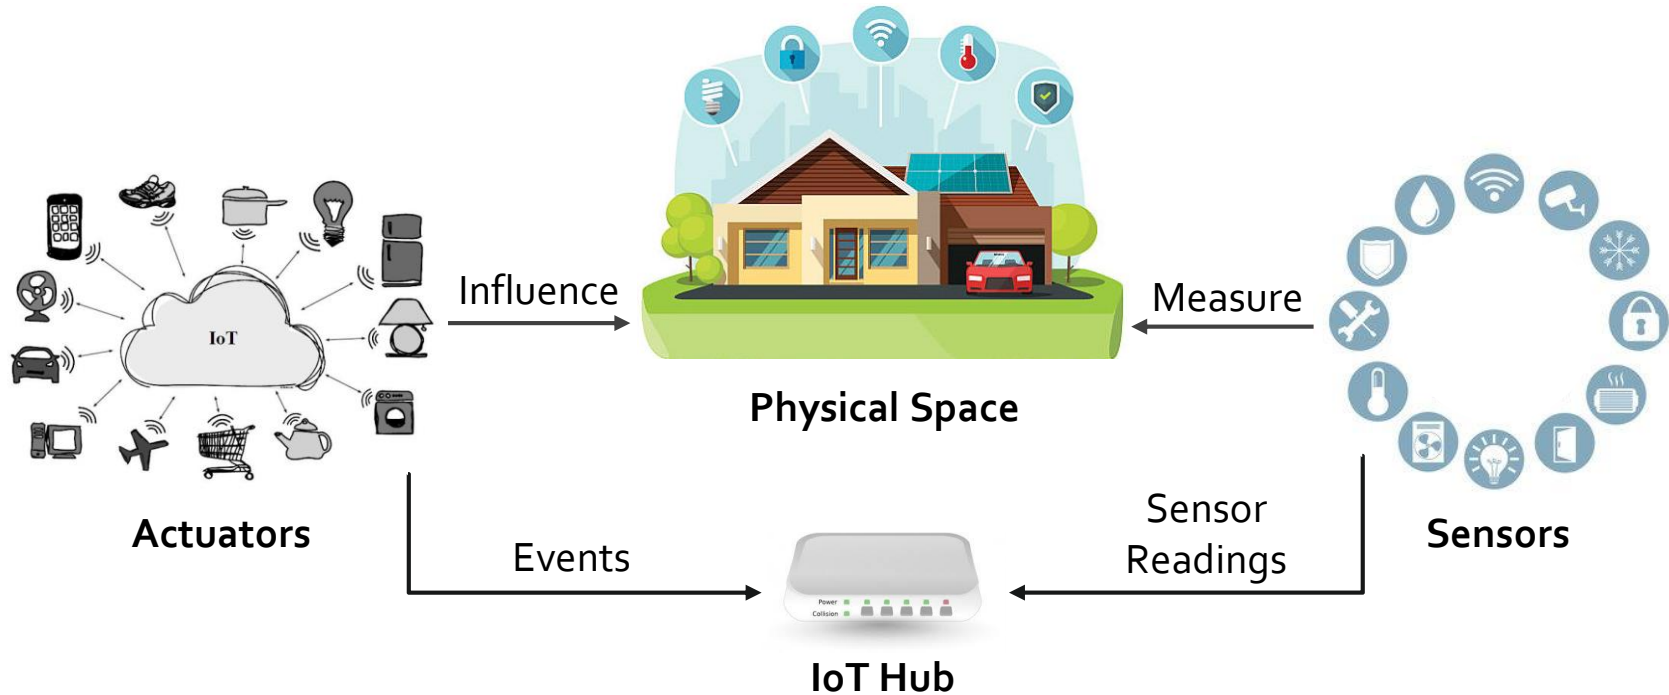 IoT
Influence
Measure
Physical Space
Actuators
Sensors
Events
Sensor
Readings
Power
Collision
IoT Hub